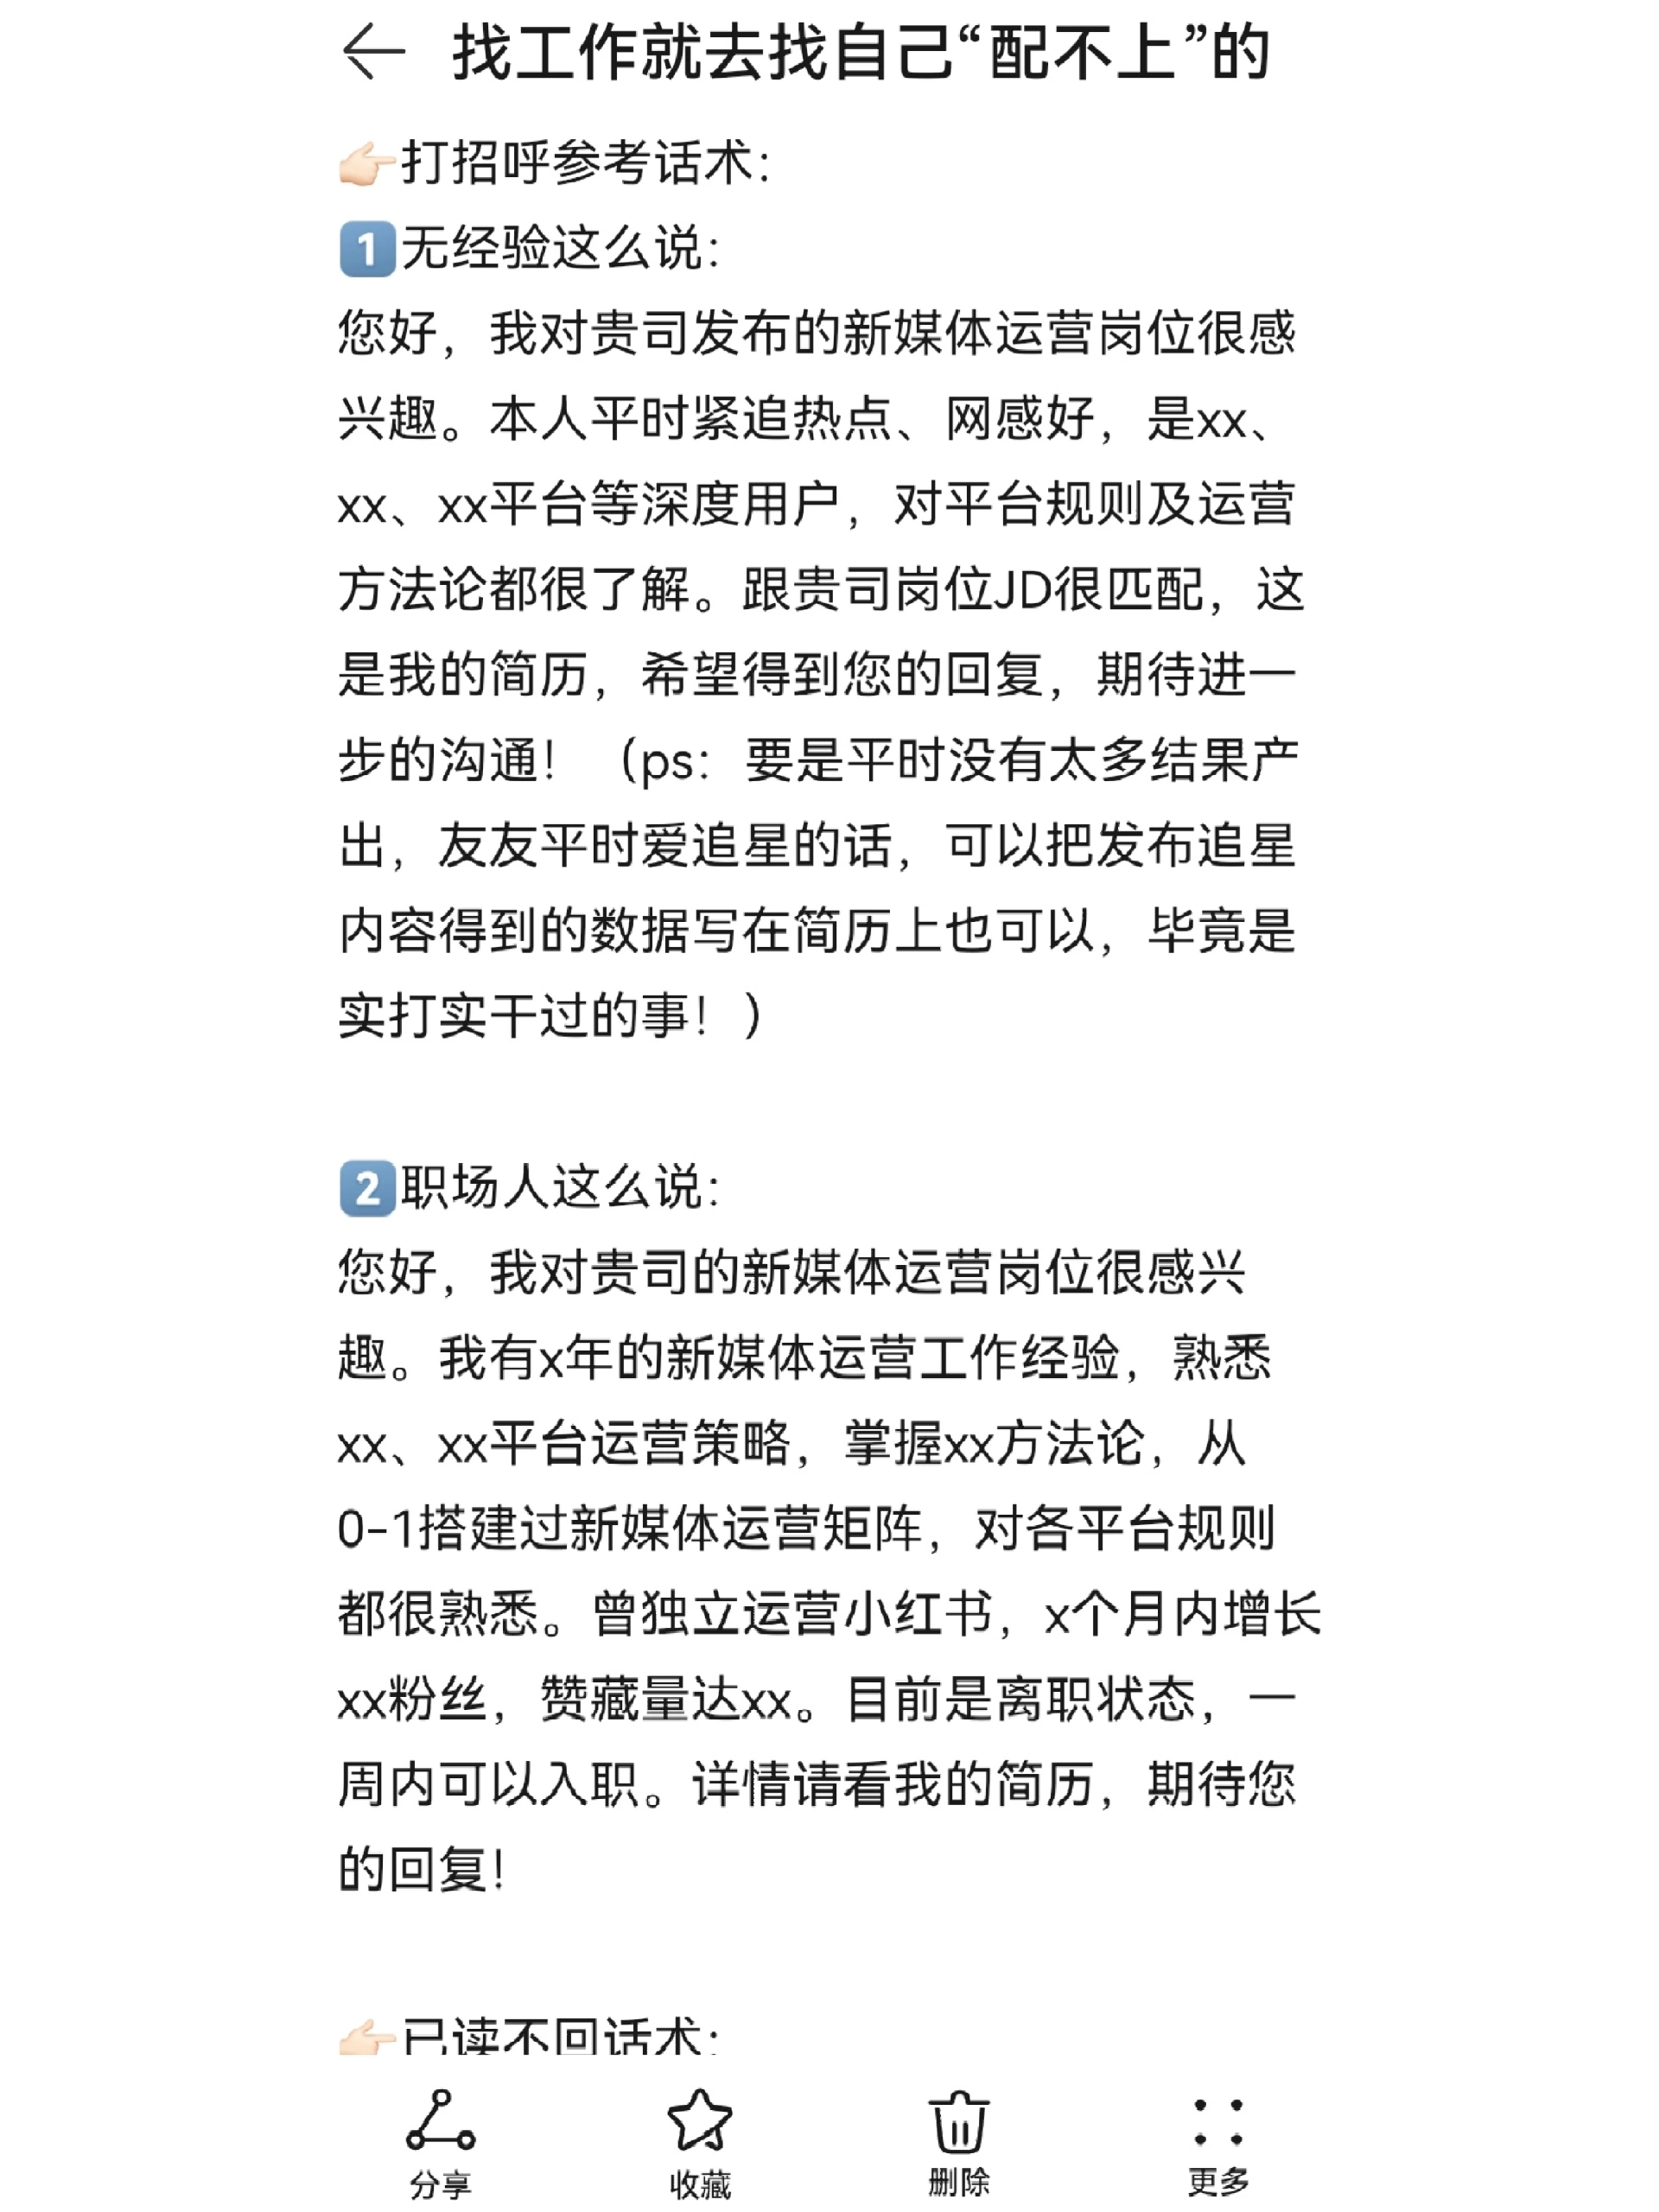 找工作就去找自己“配不上”的
👉🏻打招呼参考话术：
1️⃣无经验这么说：
您好，我对贵司发布的新媒体运营岗位很感
兴趣。本人平时紧追热点、网感好，是xx、
xx、xx平台等深度用户，对平台规则及运营
方法论都很了解。跟贵司岗位JD很匹配，这
是我的简历，希望得到您的回复，期待进一
步的沟通！（ps：要是平时没有太多结果产
出，友友平时爱追星的话，可以把发布追星
内容得到的数据写在简历上也可以，毕竟是
实打实干过的事！）
2️⃣职场人这么说：
您好，我对贵司的新媒体运营岗位很感兴
趣。我有x年的新媒体运营工作经验，熟悉
xx、xx平台运营策略，掌握xx方法论，从
0-1搭建过新媒体运营矩阵，对各平台规则
都很熟悉。曾独立运营小红书，x个月内增长
xx粉丝，赞藏量达xx。目前是离职状态，一
周内可以入职。详情请看我的简历，期待您
的回复！
👉🏻已读不回话术：
分享 收藏 删除 更多